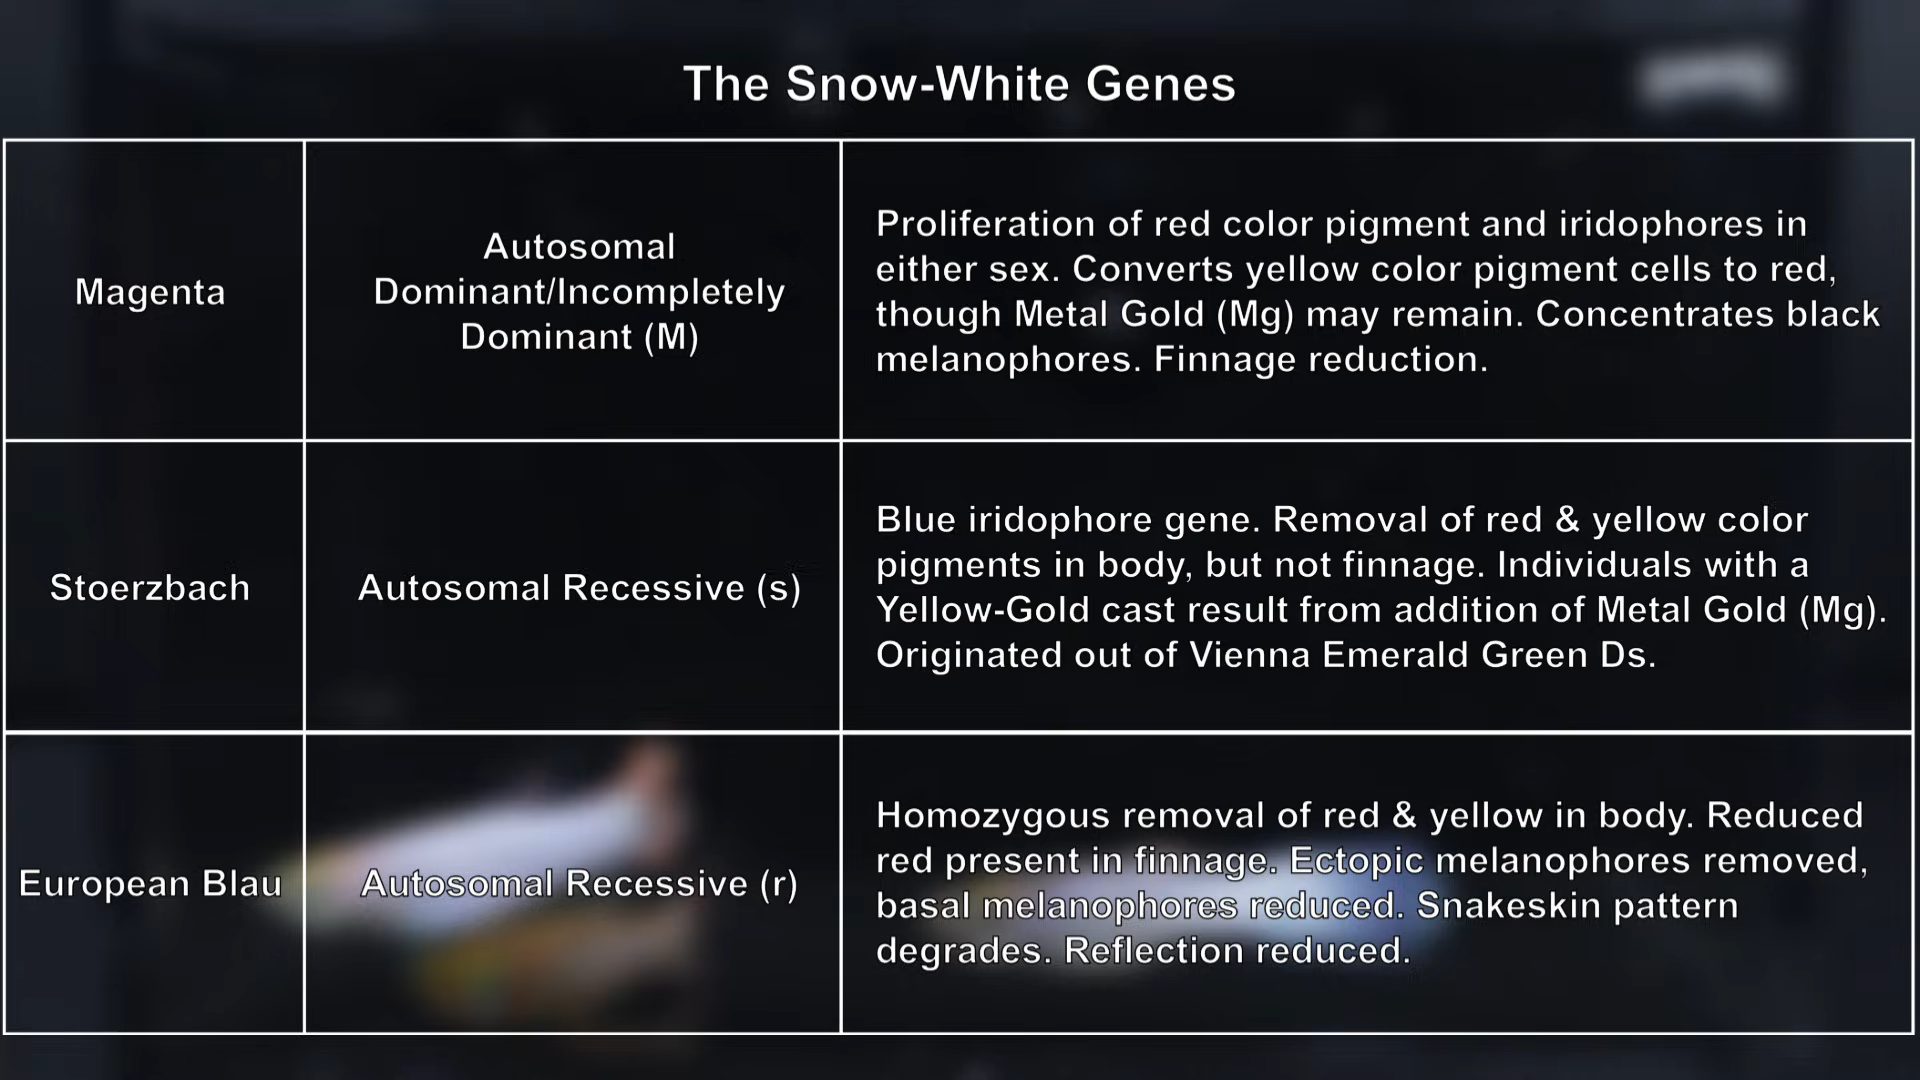 The Snow-White Genes
Magenta
Autosomal
Dominant/Incompletely
Dominant (M)
Proliferation of red color pigment and iridophores in
either sex. Converts yellow color pigment cells to red,
though Metal Gold (Mg) may remain. Concentrates black
melanophores. Finnage reduction.
Stoerzbach
Autosomal Recessive (s)
Blue iridophore gene. Removal of red & yellow color
pigments in body, but not finnage. Individuals with a
Yellow-Gold cast result from addition of Metal Gold (Mg).
Originated out of Vienna Emerald Green Ds.
European Blau
Autosomal Recessive (r)
Homozygous removal of red & yellow in body. Reduced
red present in finnage. Ectopic melanophores removed,
basal melanophores reduced. Snakeskin pattern
degrades. Reflection reduced.